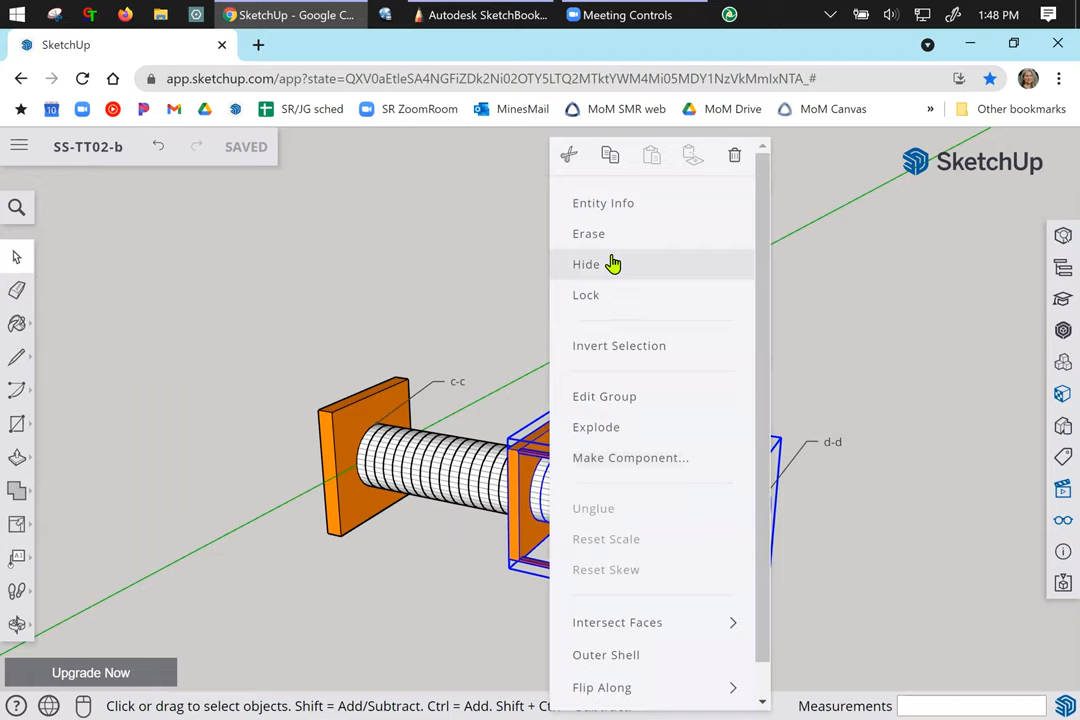 SketchUp - Google C...
Autodesk SketchBook...
Meeting Controls
1:48 PM
SketchUp
app.sketchup.com/app?state=QXV0aEtleSA4NGFiZDk2Ni02OTY5LTQ2MTktYWM4Mi05MDY1NzVkMmIxNTA_#
10
SR/JG sched
SR ZoomRoom
MinesMail
MoM SMR web
MoM Drive
MoM Canvas
»
Other bookmarks
SS-TT02-b
SAVED
SketchUp
Entity Info
Erase
Hide
Lock
Invert Selection
Edit Group
Explode
Make Component...
Unglue
Reset Scale
Reset Skew
Intersect Faces
Outer Shell
Flip Along
c-c
d-d
Upgrade Now
Click or drag to select objects. Shift = Add/Subtract. Ctrl = Add. Shift + Ctrl = Subtract.
Measurements